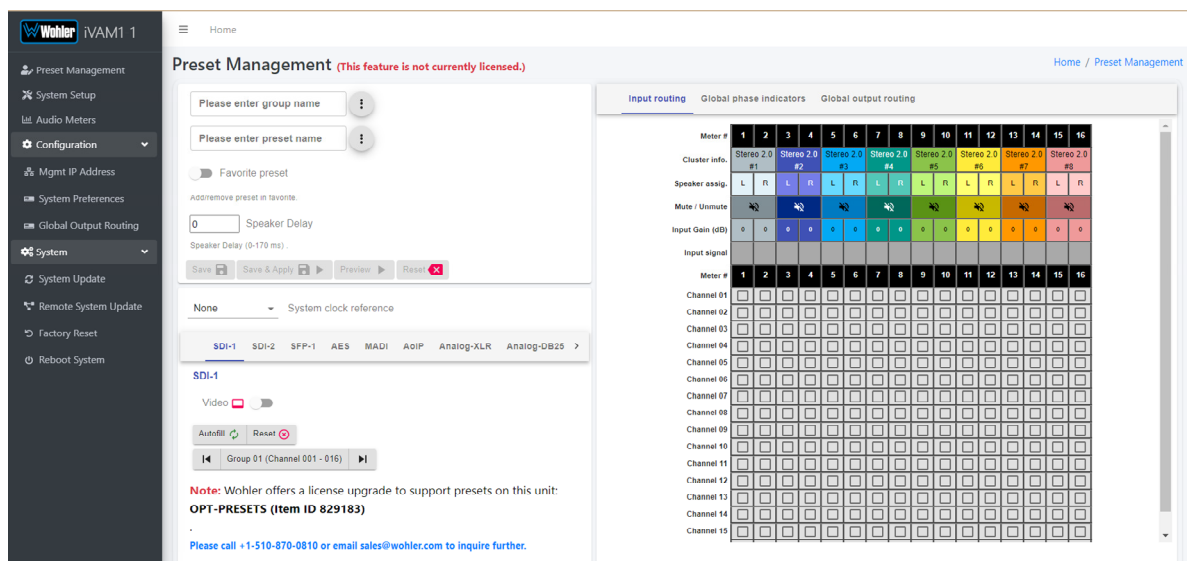 Wohler iVAM1 1
Home
Preset Management
System Setup
Audio Meters
Configuration
Mgmt IP Address
System Preferences
Global Output Routing
System
System Update
Remote System Update
Factory Reset
Reboot System
Preset Management (This feature is not currently licensed.)
Home / Preset Management
Please enter group name
Please enter preset name
Favorite preset
Add/remove preset in favorite.
0 Speaker Delay
Speaker Delay (0-170 ms) .
Save Save & Apply Preview Reset
None System clock reference
SDI-1 SDI-2 SFP-1 AES MADI AoIP Analog-XLR Analog-DB25
SDI-1
Video
Autofill Reset
Group 01 (Channel 001 - 016)
Note: Wohler offers a license upgrade to support presets on this unit:
OPT-PRESETS (Item ID 829183)
.
Please call +1-510-870-0810 or email sales@wohler.com to inquire further.
Input routing Global phase indicators Global output routing
Meter # 1 2 3 4 5 6 7 8 9 10 11 12 13 14 15 16
Cluster info. Stereo 2.0 #1 Stereo 2.0 #2 Stereo 2.0 #3 Stereo 2.0 #4 Stereo 2.0 #5 Stereo 2.0 #6 Stereo 2.0 #7 Stereo 2.0 #8
Speaker assig. L R L R L R L R L R L R L R L R
Mute / Unmute
Input Gain (dB) 0 0 0 0 0 0 0 0 0 0 0 0 0 0 0 0
Input signal
Meter # 1 2 3 4 5 6 7 8 9 10 11 12 13 14 15 16
Channel 01
Channel 02
Channel 03
Channel 04
Channel 05
Channel 06
Channel 07
Channel 08
Channel 09
Channel 10
Channel 11
Channel 12
Channel 13
Channel 14
Channel 15